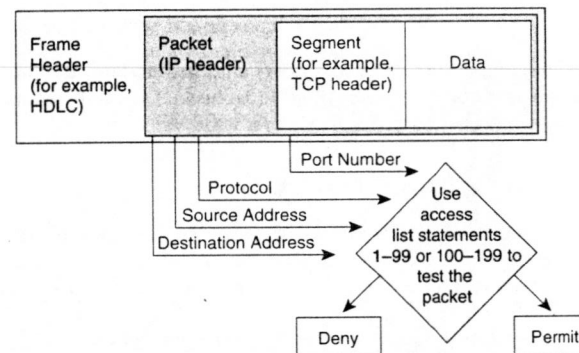 Frame
Header
(for example,
HDLC)
Packet
(IP header)
Segment
(for example,
TCP header)
Data
Port Number
Protocol
Source Address
Destination Address
Use
access
list statements
1–99 or 100–199 to
test the
packet
Deny
Permit